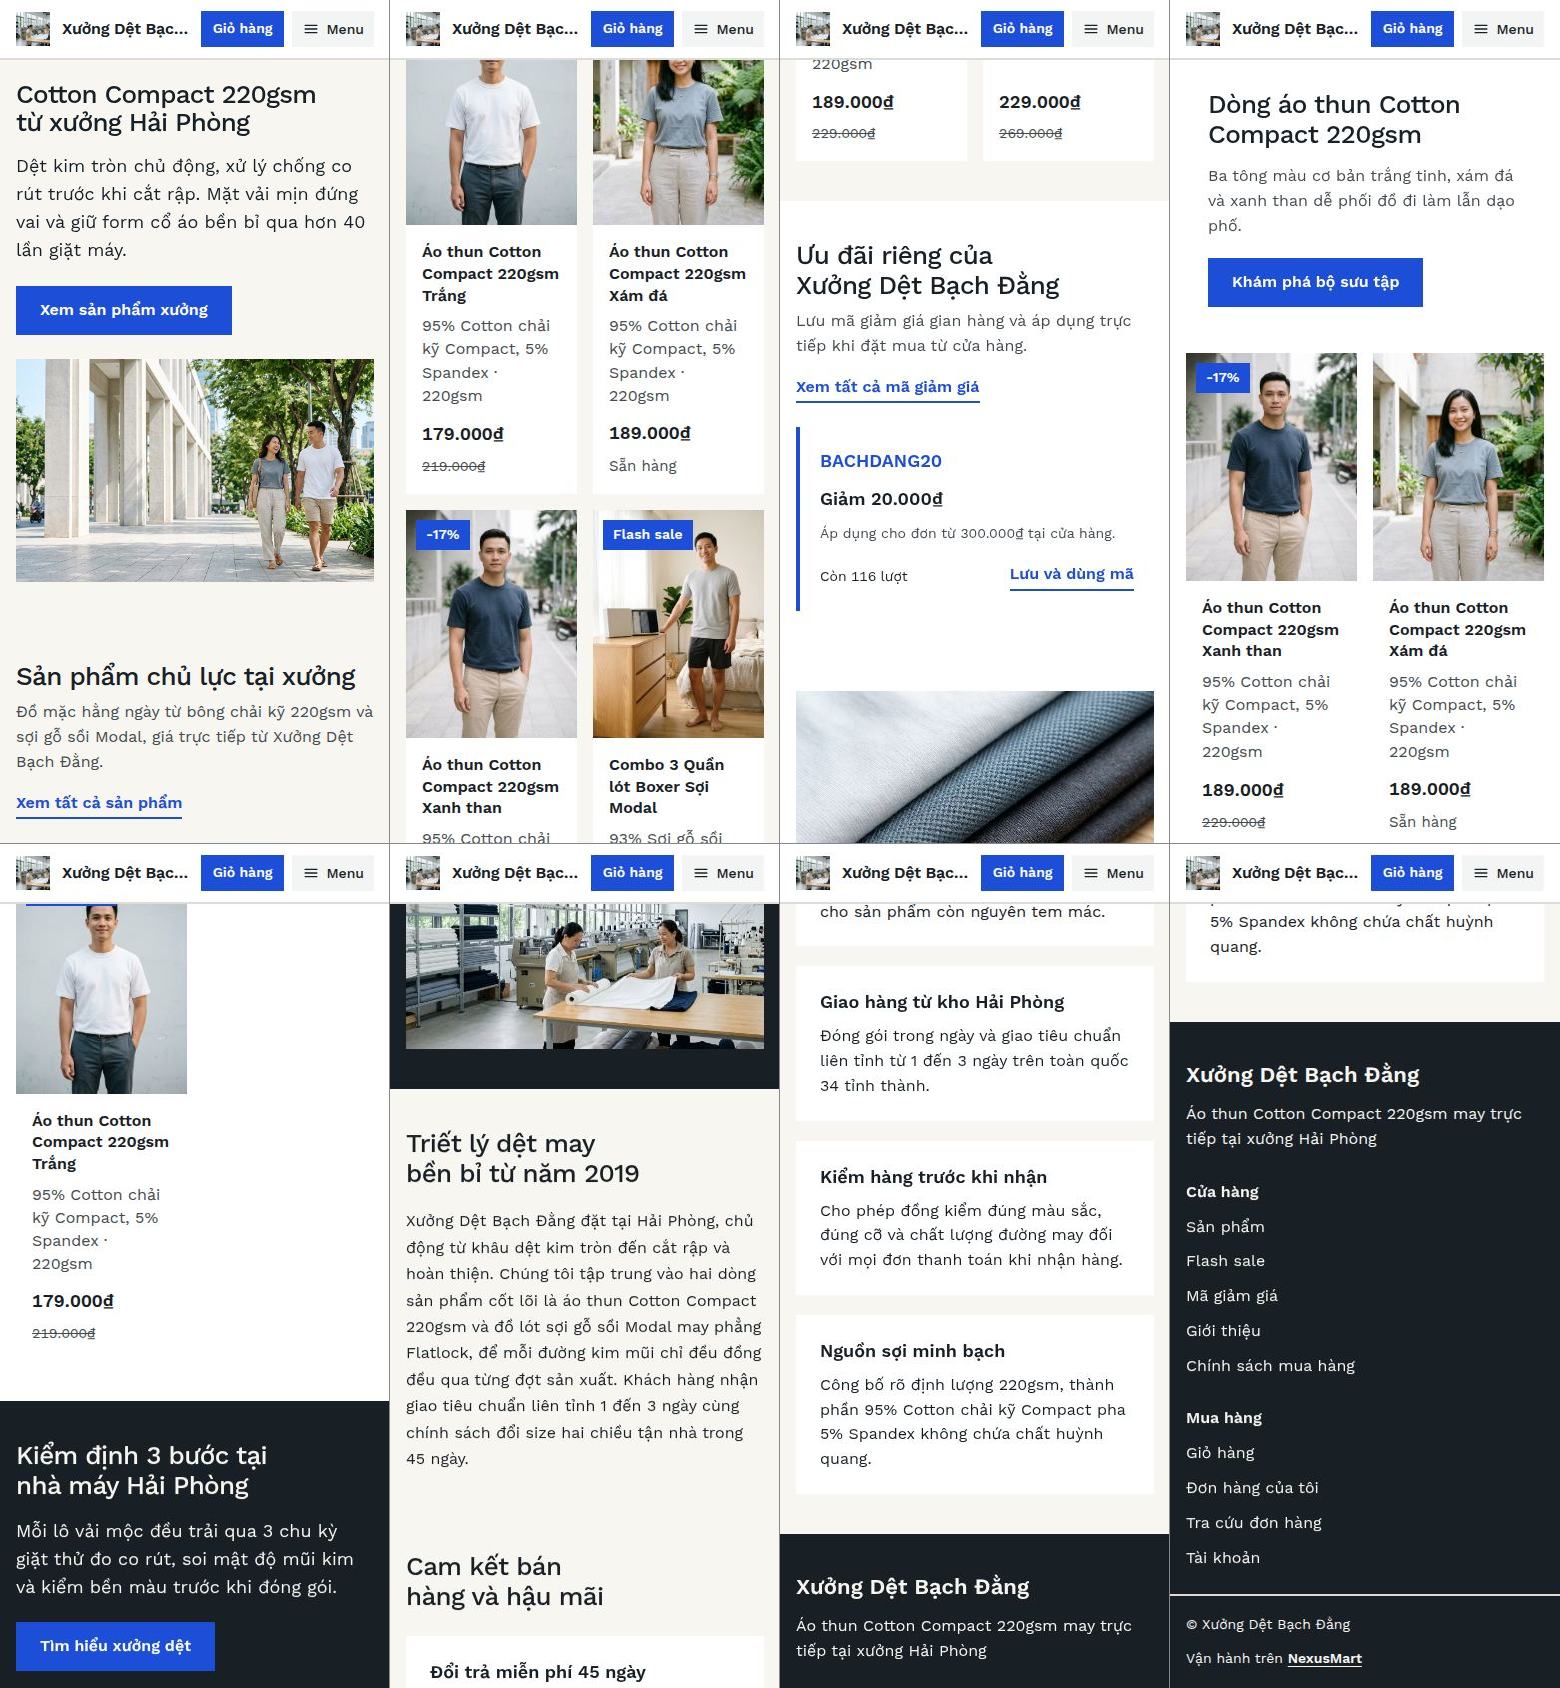 Xưởng Dệt Bạc...
Giỏ hàng
Menu
Cotton Compact 220gsm
từ xưởng Hải Phòng
Dệt kim tròn chủ động, xử lý chống co
rút trước khi cắt rập. Mặt vải mịn đứng
vai và giữ form cổ áo bền bỉ qua hơn 40
lần giặt máy.
Xem sản phẩm xưởng
Sản phẩm chủ lực tại xưởng
Đồ mặc hằng ngày từ bông chải kỹ 220gsm và
sợi gỗ sồi Modal, giá trực tiếp từ Xưởng Dệt
Bạch Đằng.
Xem tất cả sản phẩm
Xưởng Dệt Bạc...
Giỏ hàng
Menu
Áo thun Cotton
Compact 220gsm
Trắng
95% Cotton chải
kỹ Compact, 5%
Spandex ·
220gsm
179.000₫
219.000₫
Áo thun Cotton
Compact 220gsm
Xám đá
95% Cotton chải
kỹ Compact, 5%
Spandex ·
220gsm
189.000₫
Sẵn hàng
-17%
Áo thun Cotton
Compact 220gsm
Xanh than
95% Cotton chải
Flash sale
Combo 3 Quần
lót Boxer Sợi
Modal
93% Sợi gỗ sồi
Xưởng Dệt Bạc...
Giỏ hàng
Menu
220gsm
189.000₫
229.000₫
229.000₫
269.000₫
Ưu đãi riêng của
Xưởng Dệt Bạch Đằng
Lưu mã giảm giá gian hàng và áp dụng trực
tiếp khi đặt mua từ cửa hàng.
Xem tất cả mã giảm giá
BACHDANG20
Giảm 20.000₫
Áp dụng cho đơn từ 300.000₫ tại cửa hàng.
Còn 116 lượt
Lưu và dùng mã
Xưởng Dệt Bạc...
Giỏ hàng
Menu
Dòng áo thun Cotton
Compact 220gsm
Ba tông màu cơ bản trắng tinh, xám đá
và xanh than dễ phối đồ đi làm lẫn dạo
phố.
Khám phá bộ sưu tập
-17%
Áo thun Cotton
Compact 220gsm
Xanh than
95% Cotton chải
kỹ Compact, 5%
Spandex ·
220gsm
189.000₫
229.000₫
Áo thun Cotton
Compact 220gsm
Xám đá
95% Cotton chải
kỹ Compact, 5%
Spandex ·
220gsm
189.000₫
Sẵn hàng
Xưởng Dệt Bạc...
Giỏ hàng
Menu
Áo thun Cotton
Compact 220gsm
Trắng
95% Cotton chải
kỹ Compact, 5%
Spandex ·
220gsm
179.000₫
219.000₫
Kiểm định 3 bước tại
nhà máy Hải Phòng
Mỗi lô vải mộc đều trải qua 3 chu kỳ
giặt thử đo co rút, soi mật độ mũi kim
và kiểm bền màu trước khi đóng gói.
Tìm hiểu xưởng dệt
Xưởng Dệt Bạc...
Giỏ hàng
Menu
Triết lý dệt may
bền bỉ từ năm 2019
Xưởng Dệt Bạch Đằng đặt tại Hải Phòng, chủ
động từ khâu dệt kim tròn đến cắt rập và
hoàn thiện. Chúng tôi tập trung vào hai dòng
sản phẩm cốt lõi là áo thun Cotton Compact
220gsm và đồ lót sợi gỗ sồi Modal may phẳng
Flatlock, để mỗi đường kim mũi chỉ đều đồng
đều qua từng đợt sản xuất. Khách hàng nhận
giao tiêu chuẩn liên tỉnh 1 đến 3 ngày cùng
chính sách đổi size hai chiều tận nhà trong
45 ngày.
Cam kết bán
hàng và hậu mãi
Đổi trả miễn phí 45 ngày
Xưởng Dệt Bạc...
Giỏ hàng
Menu
cho sản phẩm còn nguyên tem mác.
Giao hàng từ kho Hải Phòng
Đóng gói trong ngày và giao tiêu chuẩn
liên tỉnh từ 1 đến 3 ngày trên toàn quốc
34 tỉnh thành.
Kiểm hàng trước khi nhận
Cho phép đồng kiểm đúng màu sắc,
đúng cỡ và chất lượng đường may đối
với mọi đơn thanh toán khi nhận hàng.
Nguồn sợi minh bạch
Công bố rõ định lượng 220gsm, thành
phần 95% Cotton chải kỹ Compact pha
5% Spandex không chứa chất huỳnh
quang.
Xưởng Dệt Bạch Đằng
Áo thun Cotton Compact 220gsm may trực
tiếp tại xưởng Hải Phòng
Xưởng Dệt Bạc...
Giỏ hàng
Menu
5% Spandex không chứa chất huỳnh
quang.
Xưởng Dệt Bạch Đằng
Áo thun Cotton Compact 220gsm may trực
tiếp tại xưởng Hải Phòng
Cửa hàng
Sản phẩm
Flash sale
Mã giảm giá
Giới thiệu
Chính sách mua hàng
Mua hàng
Giỏ hàng
Đơn hàng của tôi
Tra cứu đơn hàng
Tài khoản
© Xưởng Dệt Bạch Đằng
Vận hành trên NexusMart